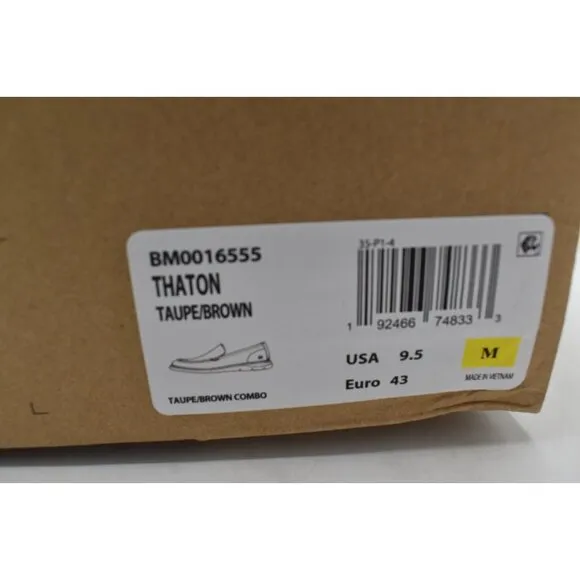 BM0016555
THATON
TAUPE/BROWN
TAUPE/BROWN COMBO
35-P1-4
1 92466 74833 3
USA 9.5
M
Euro 43
MADE IN VIETNAM